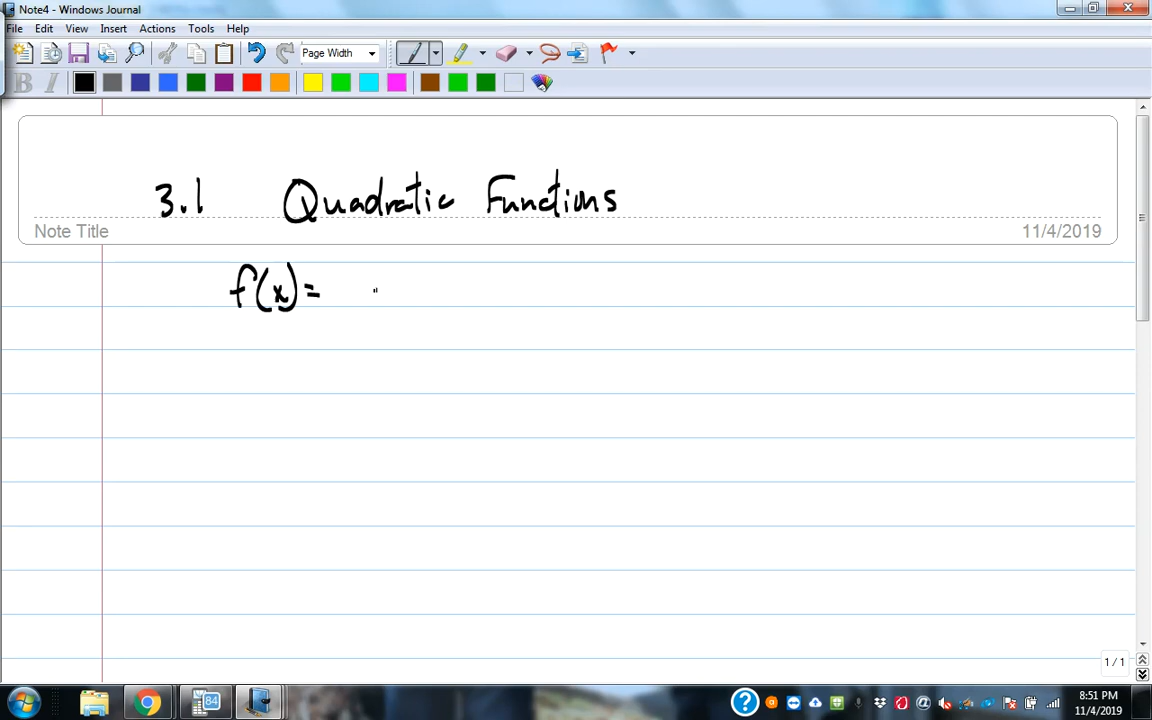 Note4 - Windows Journal
File Edit View Insert Actions Tools Help
Page Width
B I
3.1 Quadratic Functions
Note Title 11/4/2019
f(x)=
1 / 1
84
8:51 PM
11/4/2019